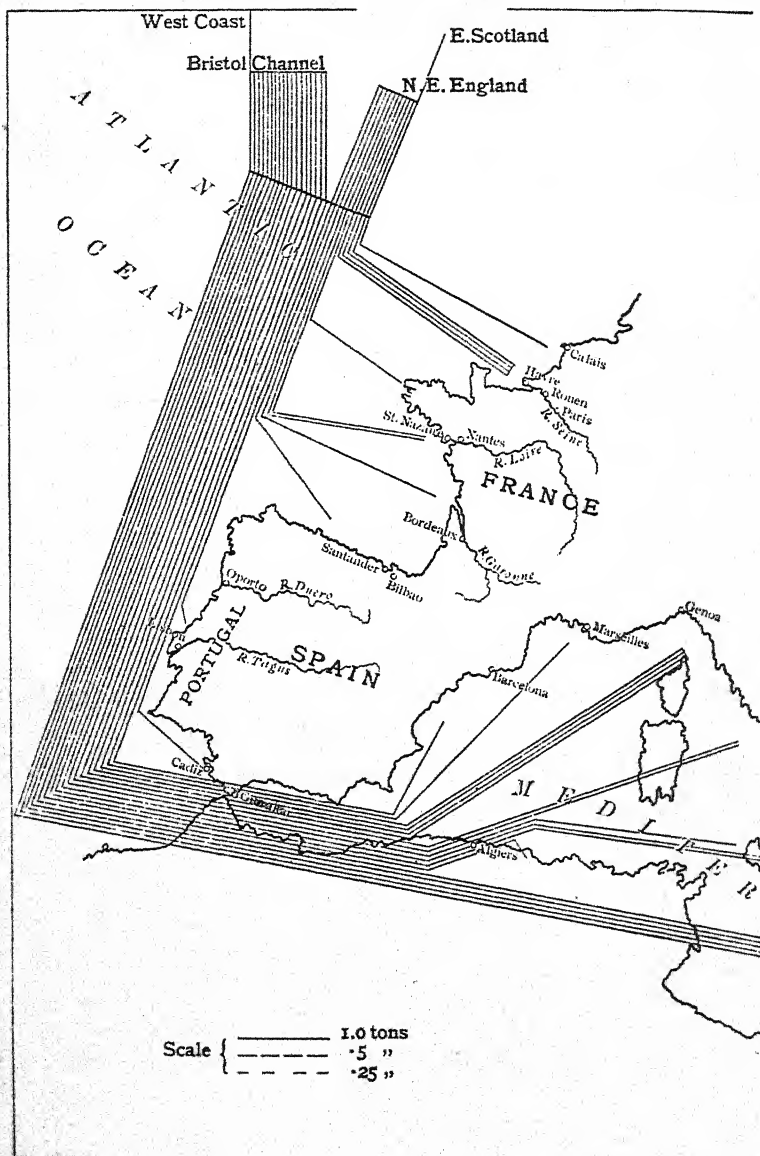 West Coast
Bristol Channel
E. Scotland
N. E. England
ATLANTIC
OCEAN
Calais
Havre
Rouen
Paris
R. Seine
St. Nazaire
Nantes
R. Loire
FRANCE
Bordeaux
R. Garonne
Santander
Bilbao
Oporto
R. Duero
Lisbon
PORTUGAL
SPAIN
R. Tagus
Marseilles
Genoa
Barcelona
Cadiz
Gibraltar
Algiers
MEDITER
Scale
1.0 tons
·5 „
·25 „